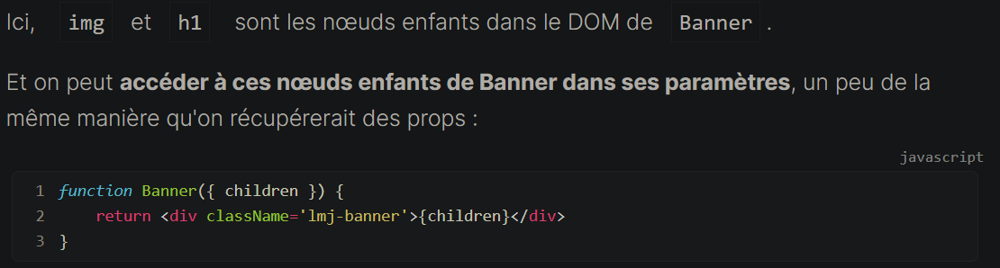 Ici, img et h1 sont les nœuds enfants dans le DOM de Banner .
Et on peut accéder à ces nœuds enfants de Banner dans ses paramètres, un peu de la
même manière qu'on récupérerait des props :
javascript
1 function Banner({ children }) {
2     return <div className='lmj-banner'>{children}</div>
3 }